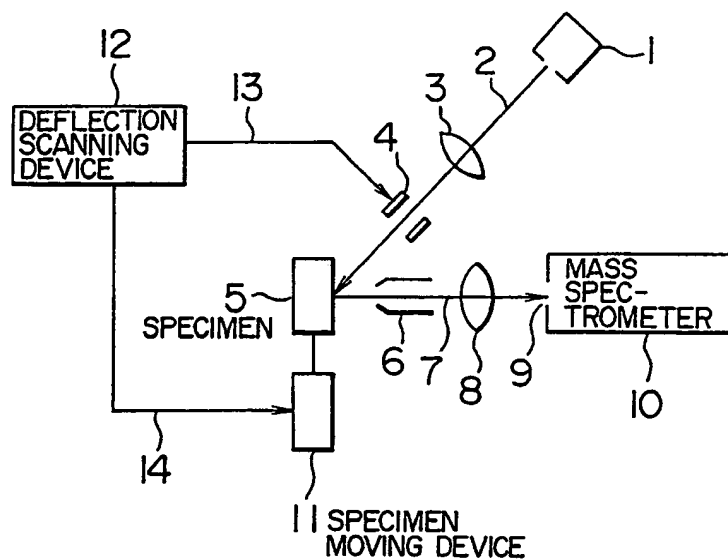 12
DEFLECTION
SCANNING
DEVICE
13
4
3
2
1
5
SPECIMEN
6
7
8
9
MASS
SPEC-
TROMETER
10
14
11 SPECIMEN
MOVING DEVICE